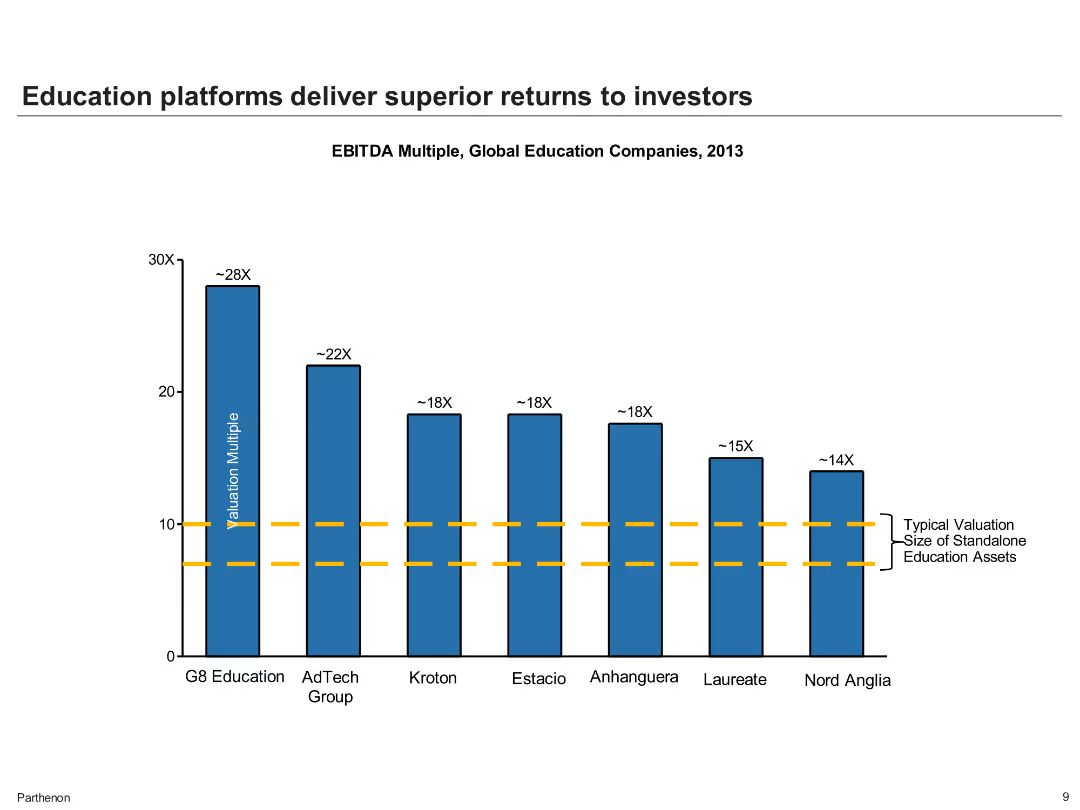 Education platforms deliver superior returns to investors
EBITDA Multiple, Global Education Companies, 2013
30X
~28X
~22X
20
~18X
~18X
~18X
~15X
~14X
Valuation Multiple
10
Typical Valuation
Size of Standalone
Education Assets
0
G8 Education
AdTech
Group
Kroton
Estacio
Anhanguera
Laureate
Nord Anglia
Parthenon
9